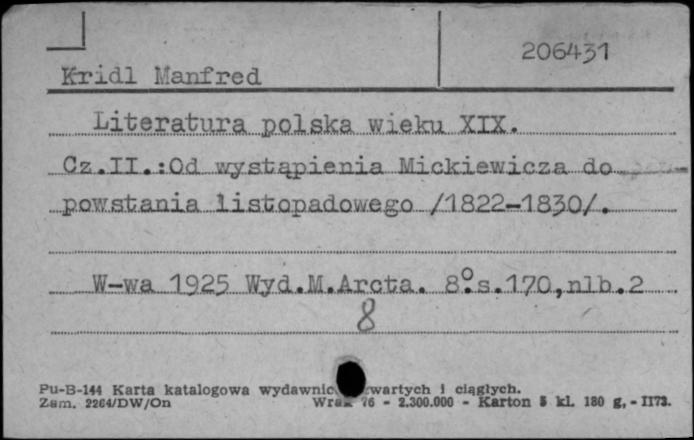 206431
Kridl Manfred
Literatura polska wieku XIX.
Cz.II.:Od wystąpienia Mickiewicza do
powstania listopadowego /1822-1830/.
W-wa 1925 Wyd.M.Arcta. 8°s.170,nlb.2
8
Pu-B-144 Karta katalogowa wydawnic wartych i ciągłych.
Zam. 2264/DW/On 76 - 2.300.000 - Karton 5 kl. 180 g,-1173.